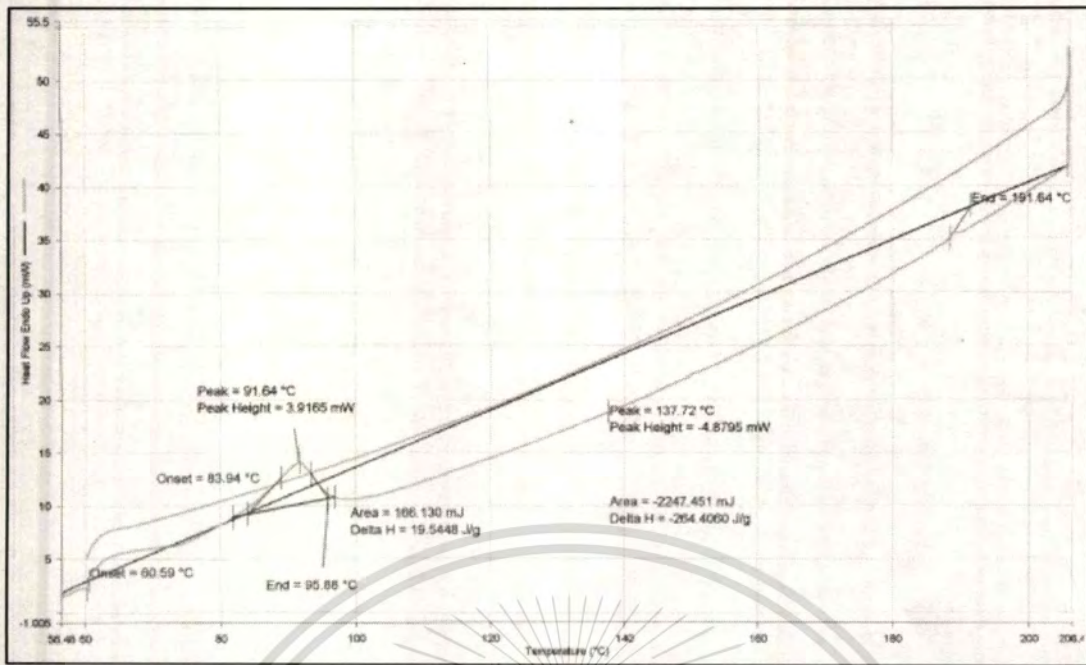 55.5
50
45
40
35
30
25
20
15
10
5
-1.005
Heat Flow Endo Up (mW)
Peak = 91.64 °C
Peak Height = 3.9165 mW
Onset = 83.94 °C
Area = 166.130 mJ
Delta H = 19.5448 J/g
End = 95.88 °C
Onset = 60.59 °C
Peak = 137.72 °C
Peak Height = -4.8795 mW
Area = -2247.451 mJ
Delta H = -264.4060 J/g
End = 191.64 °C
60 80 100 120 140 160 180 200
Temperature (°C)